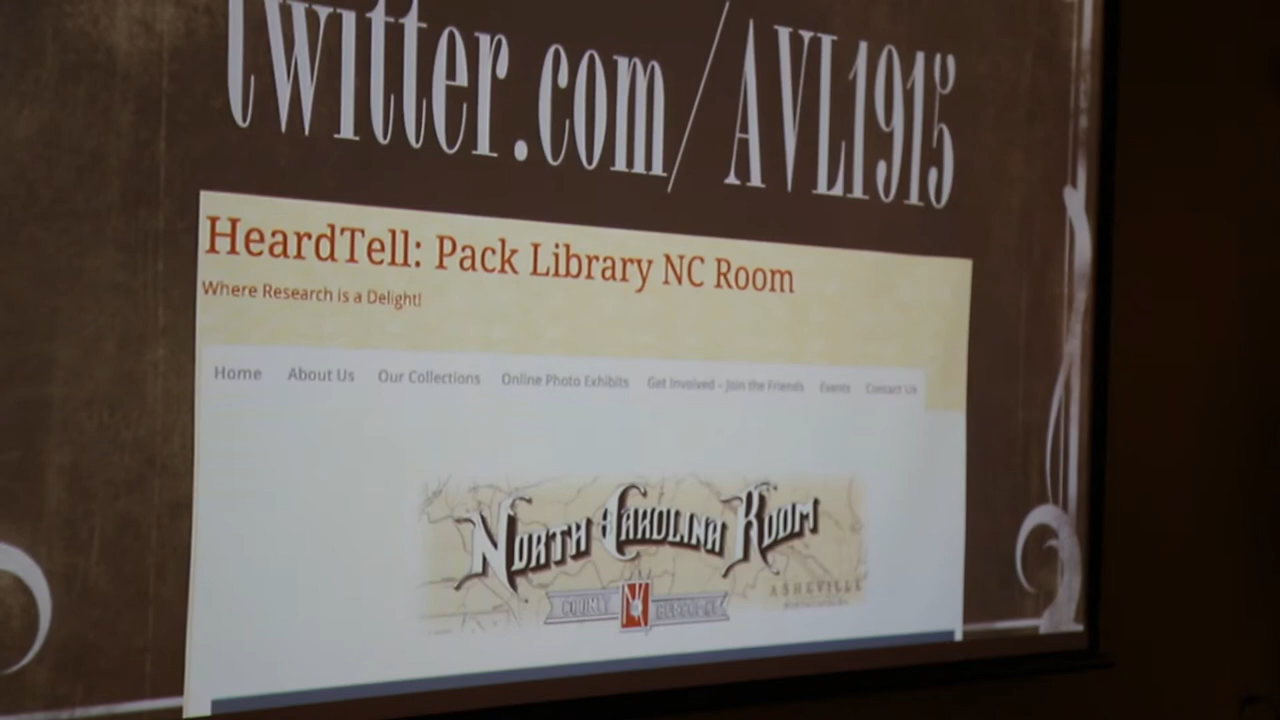 twitter.com/AVL1915
HeardTell: Pack Library NC Room
Where Research is a Delight!
Home About Us Our Collections Online Photo Exhibits Get Involved - Join the Friends Events Contact Us
North Carolina Room
ASHEVILLE